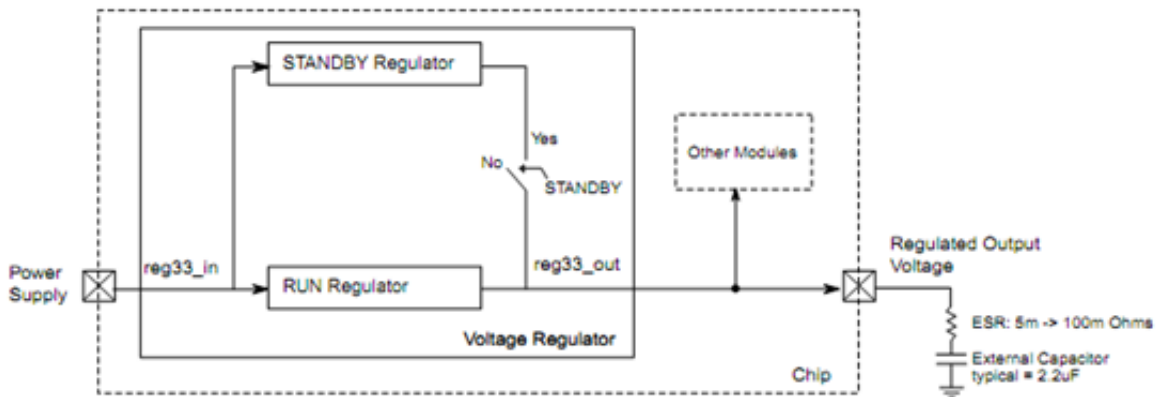 STANDBY Regulator
Yes
No
STANDBY
Other Modules
Power
Supply
reg33_in
RUN Regulator
reg33_out
Regulated Output
Voltage
Voltage Regulator
Chip
ESR: 5m -> 100m Ohms
External Capacitor
typical = 2.2uF